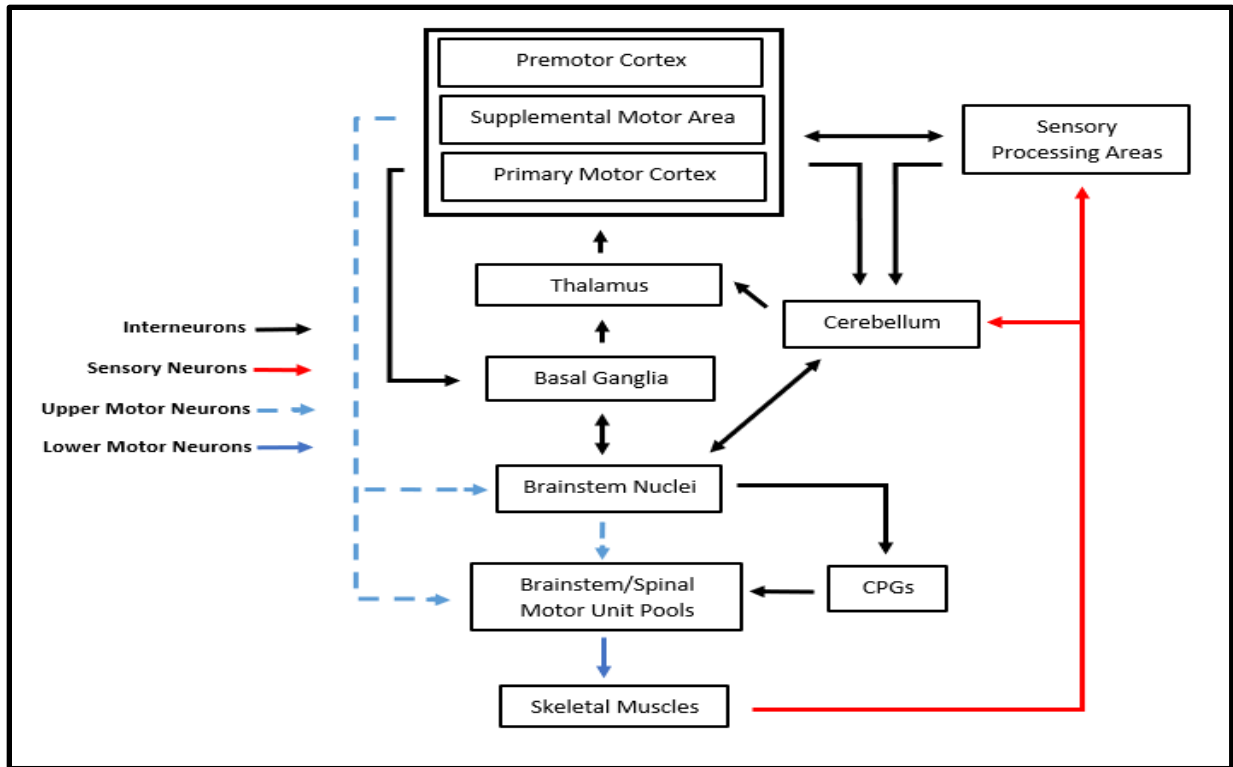 Premotor Cortex
Supplemental Motor Area
Primary Motor Cortex
Sensory
Processing Areas
Thalamus
Cerebellum
Interneurons
Sensory Neurons
Upper Motor Neurons
Lower Motor Neurons
Basal Ganglia
Brainstem Nuclei
Brainstem/Spinal
Motor Unit Pools
CPGs
Skeletal Muscles